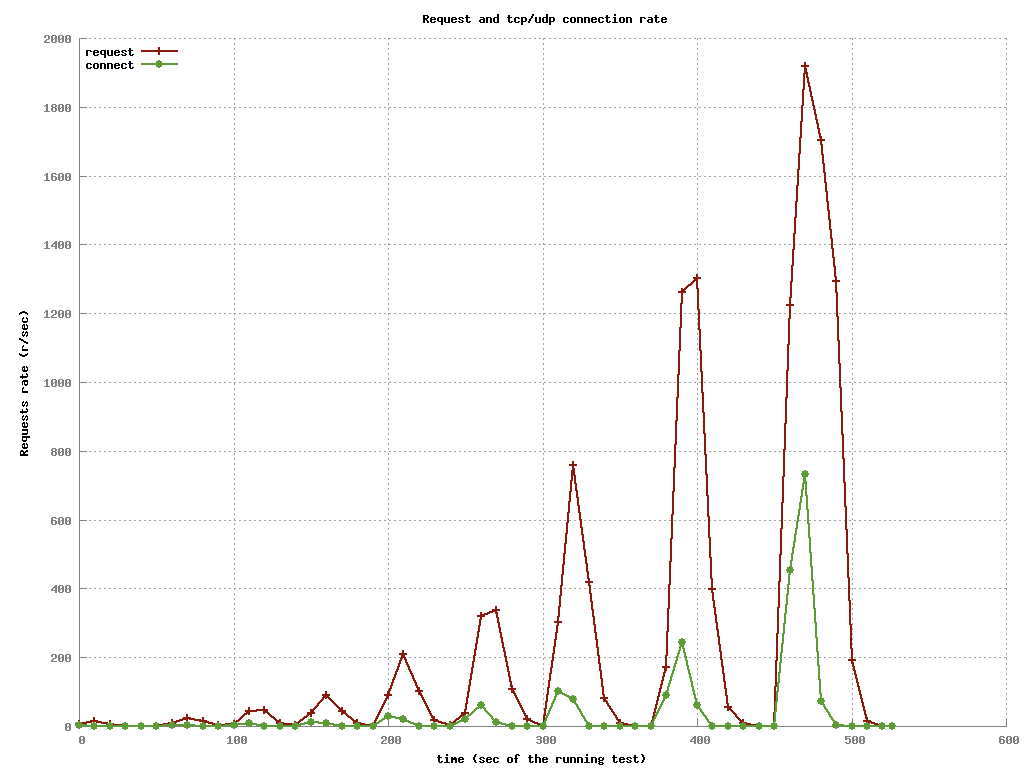 Request and tcp/udp connection rate
2000
request
connect
1800
1600
1400
1200
1000
800
600
400
200
0
Requests rate (r/sec)
0 100 200 300 400 500 600
time (sec of the running test)